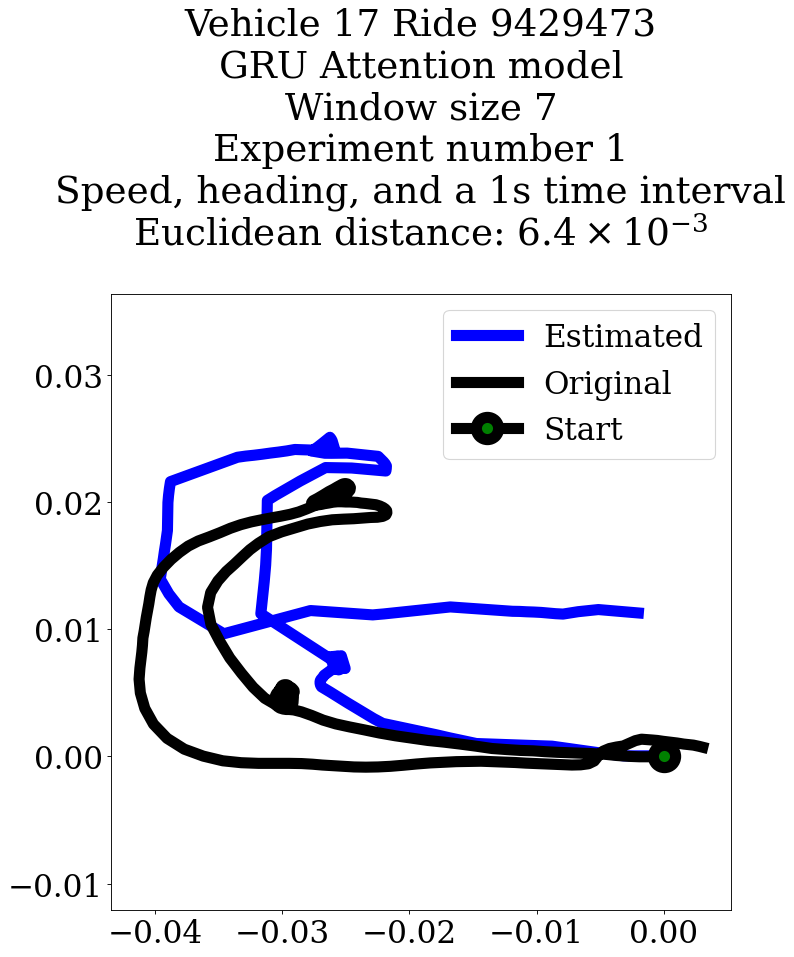 Vehicle 17 Ride 9429473
GRU Attention model
Window size 7
Experiment number 1
Speed, heading, and a 1s time interval
Euclidean distance: 6.4 × 10⁻³
Estimated
Original
Start
0.03
0.02
0.01
0.00
−0.01
−0.04
−0.03
−0.02
−0.01
0.00